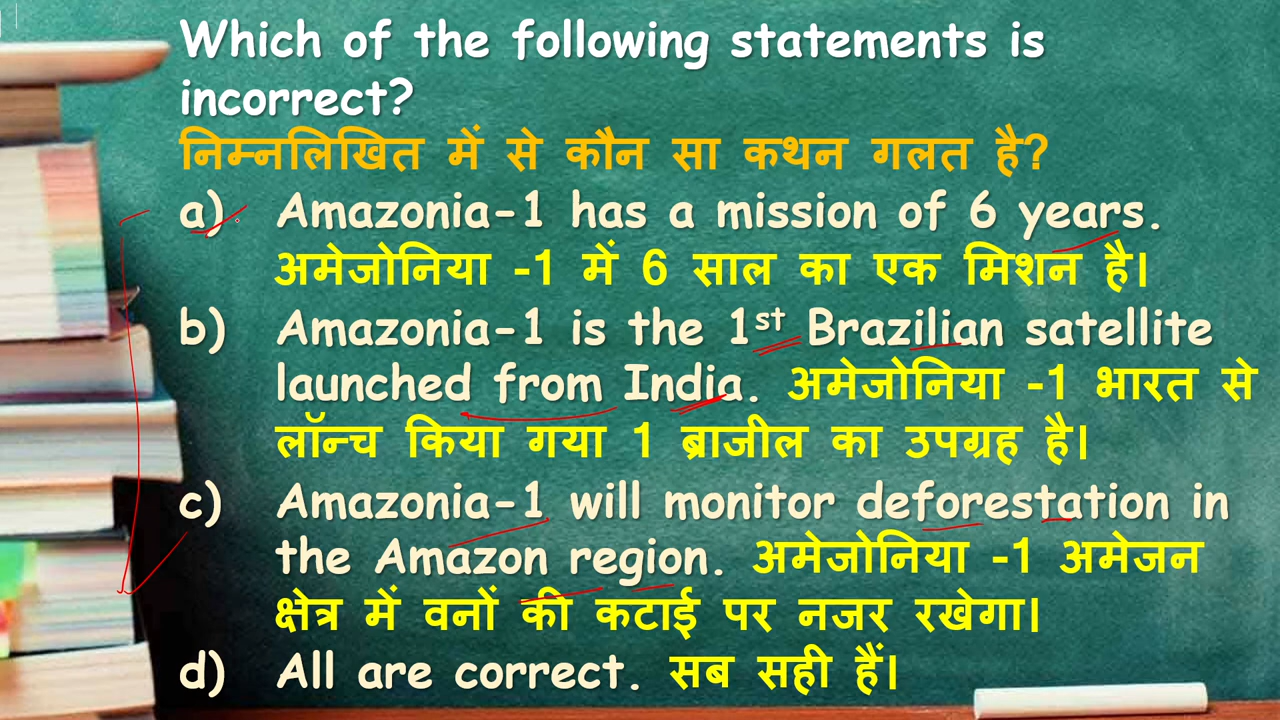 Which of the following statements is
incorrect?
निम्नलिखित में से कौन सा कथन गलत है?
a) Amazonia-1 has a mission of 6 years.
अमेजोनिया -1 में 6 साल का एक मिशन है।
b) Amazonia-1 is the 1st Brazilian satellite
launched from India. अमेजोनिया -1 भारत से
लॉन्च किया गया 1 ब्राजील का उपग्रह है।
c) Amazonia-1 will monitor deforestation in
the Amazon region. अमेजोनिया -1 अमेजन
क्षेत्र में वनों की कटाई पर नजर रखेगा।
d) All are correct. सब सही हैं।